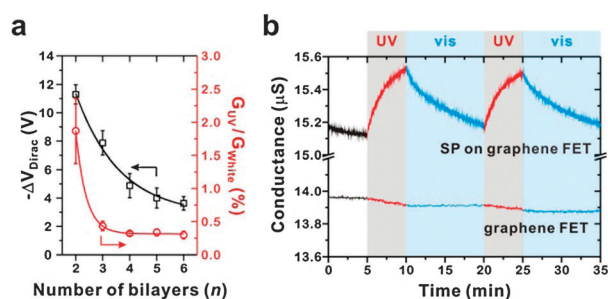 a
-ΔV_Dirac (V)
12
10
8
6
4
2
0
3.0
2.5
2.0
1.5
1.0
0.5
0.0
G_UV/G_White (%)
2 3 4 5 6
Number of bilayers (n)
b
UV vis UV vis
Conductance (μS)
15.6
15.4
15.2
15.0
14.0
13.8
13.6
SP on graphene FET
graphene FET
0 5 10 15 20 25 30 35
Time (min)